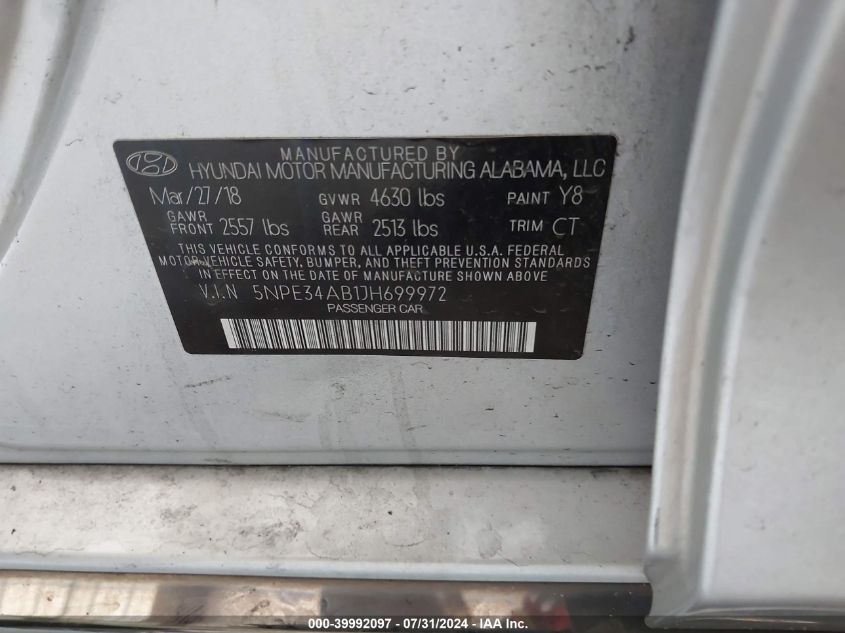 MANUFACTURED BY
HYUNDAI MOTOR MANUFACTURING ALABAMA, LLC
Mar/27/18 GVWR 4630 lbs PAINT Y8
GAWR FRONT 2557 lbs GAWR REAR 2513 lbs TRIM CT
THIS VEHICLE CONFORMS TO ALL APPLICABLE U.S.A. FEDERAL
MOTOR VEHICLE SAFETY, BUMPER, AND THEFT PREVENTION STANDARDS
IN EFFECT ON THE DATE OF MANUFACTURE SHOWN ABOVE
V.I.N 5NPE34AB1JH699972
PASSENGER CAR
000-39992097 - 07/31/2024 - IAA Inc.